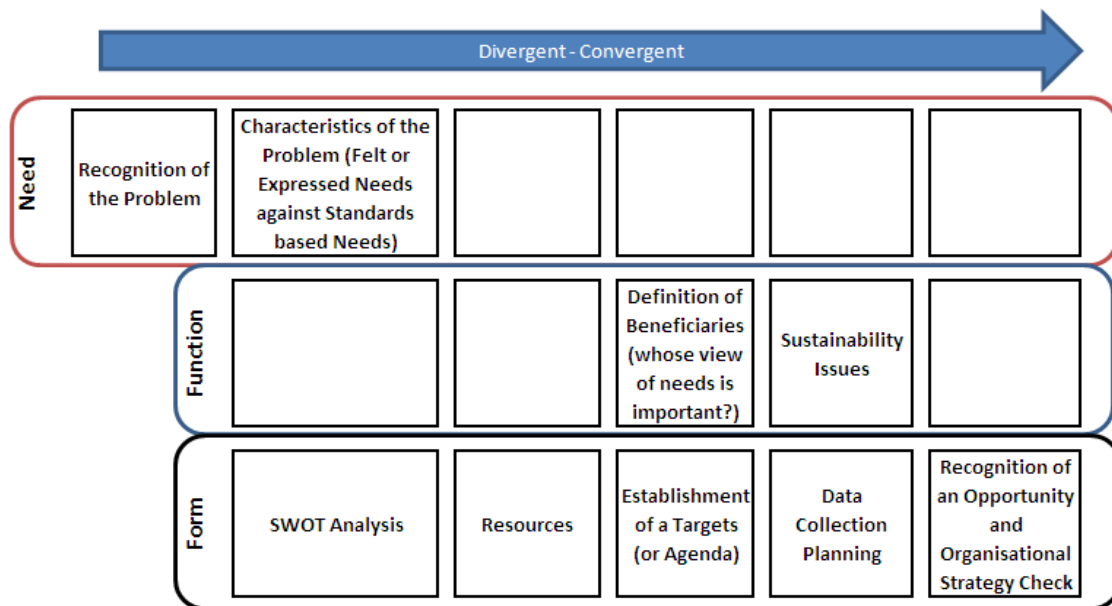 Divergent - Convergent
Need
Recognition of
the Problem
Characteristics of the
Problem (Felt or
Expressed Needs
against Standards
based Needs)
Function
Definition of
Beneficiaries
(whose view
of needs is
important?)
Sustainability
Issues
Form
SWOT Analysis
Resources
Establishment
of a Targets
(or Agenda)
Data
Collection
Planning
Recognition of
an Opportunity
and
Organisational
Strategy Check